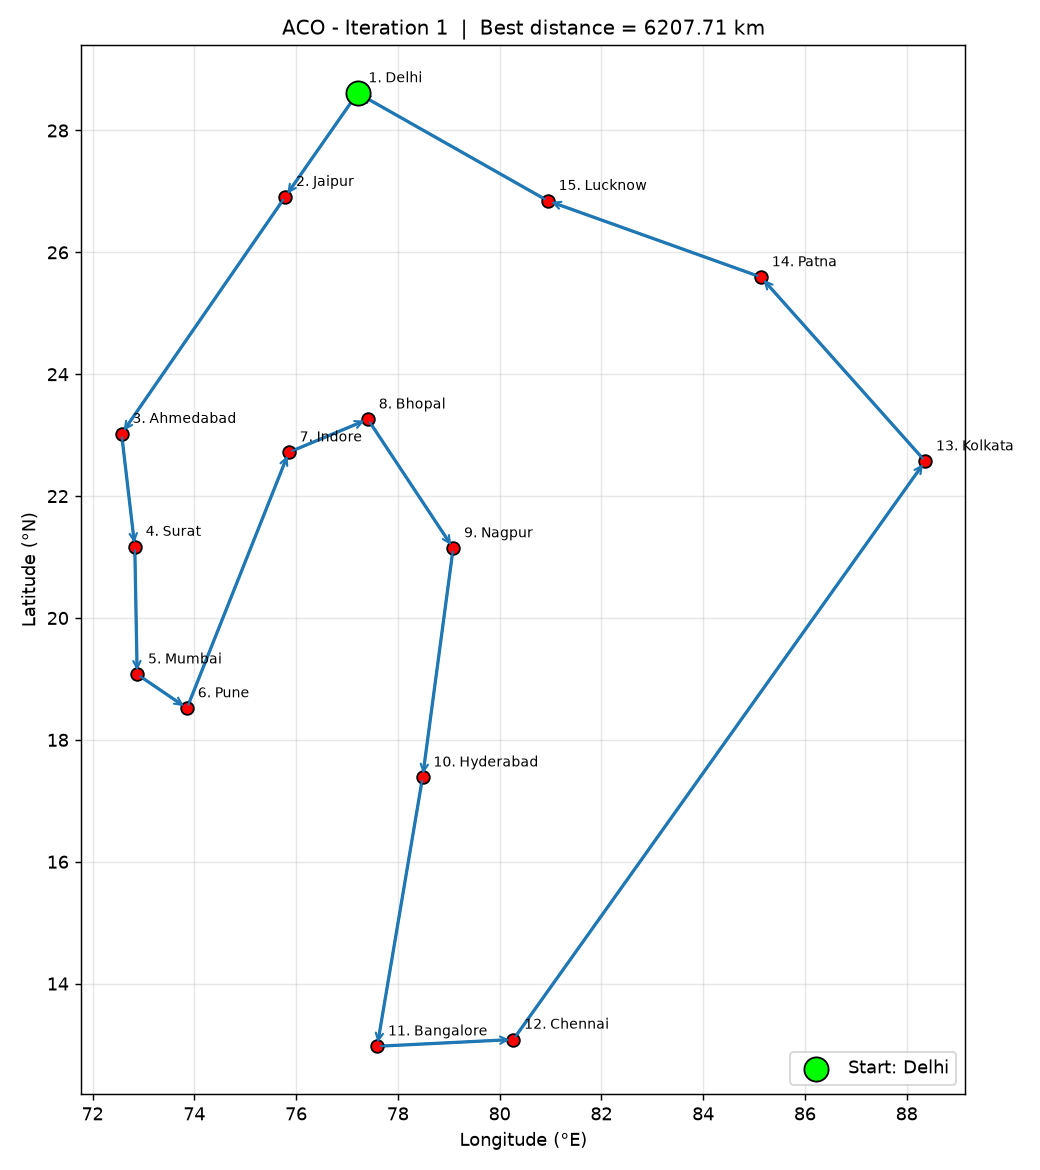 ACO - Iteration 1 | Best distance = 6207.71 km
1. Delhi
2. Jaipur
15. Lucknow
14. Patna
3. Ahmedabad
8. Bhopal
7. Indore
13. Kolkata
4. Surat
9. Nagpur
5. Mumbai
6. Pune
10. Hyderabad
11. Bangalore
12. Chennai
Start: Delhi
28
26
24
22
20
18
16
14
Latitude (°N)
72 74 76 78 80 82 84 86 88
Longitude (°E)